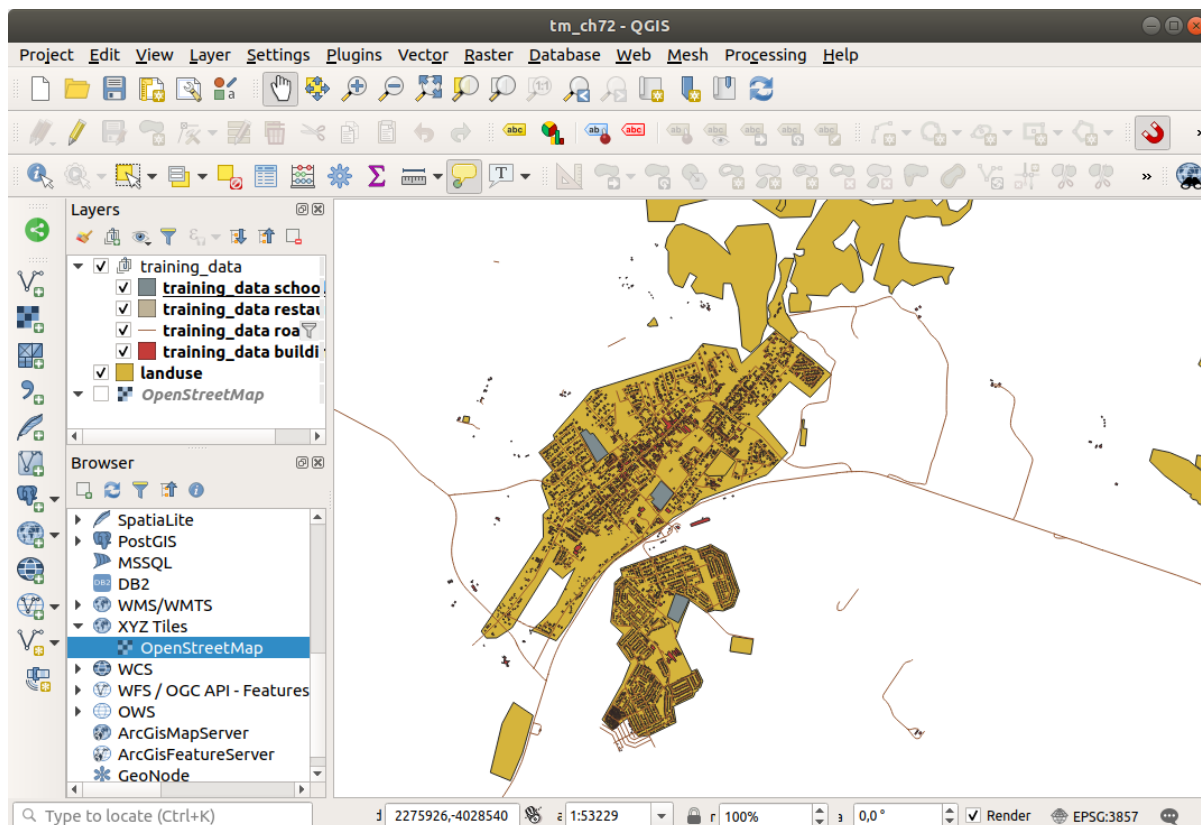 tm_ch72 - QGIS
Project Edit View Layer Settings Plugins Vector Raster Database Web Mesh Processing Help
abc ab abc
T
Layers
training_data
training_data schoo
training_data restau
training_data roa
training_data buildi
landuse
OpenStreetMap
Browser
SpatiaLite
PostGIS
MSSQL
DB2
WMS/WMTS
XYZ Tiles
OpenStreetMap
WCS
WFS / OGC API - Features
OWS
ArcGisMapServer
ArcGisFeatureServer
GeoNode
Type to locate (Ctrl+K) 2275926,-4028540 1:53229 100% 0,0° Render EPSG:3857